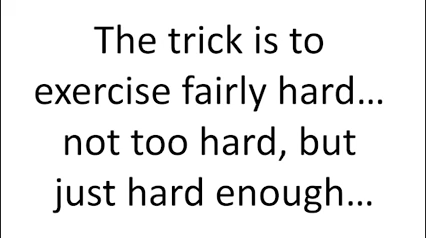 The trick is to
exercise fairly hard...
not too hard, but
just hard enough...